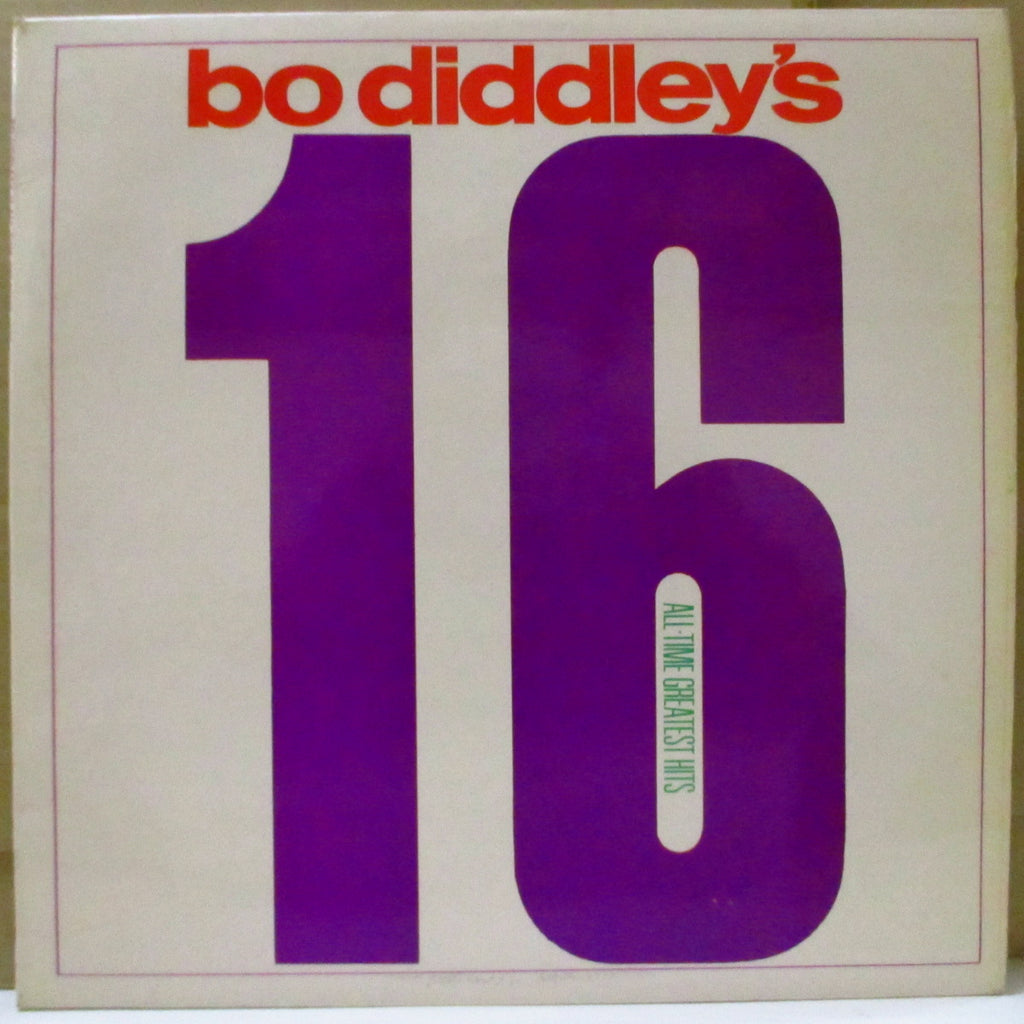 bo diddley's
16
ALL-TIME GREATEST HITS